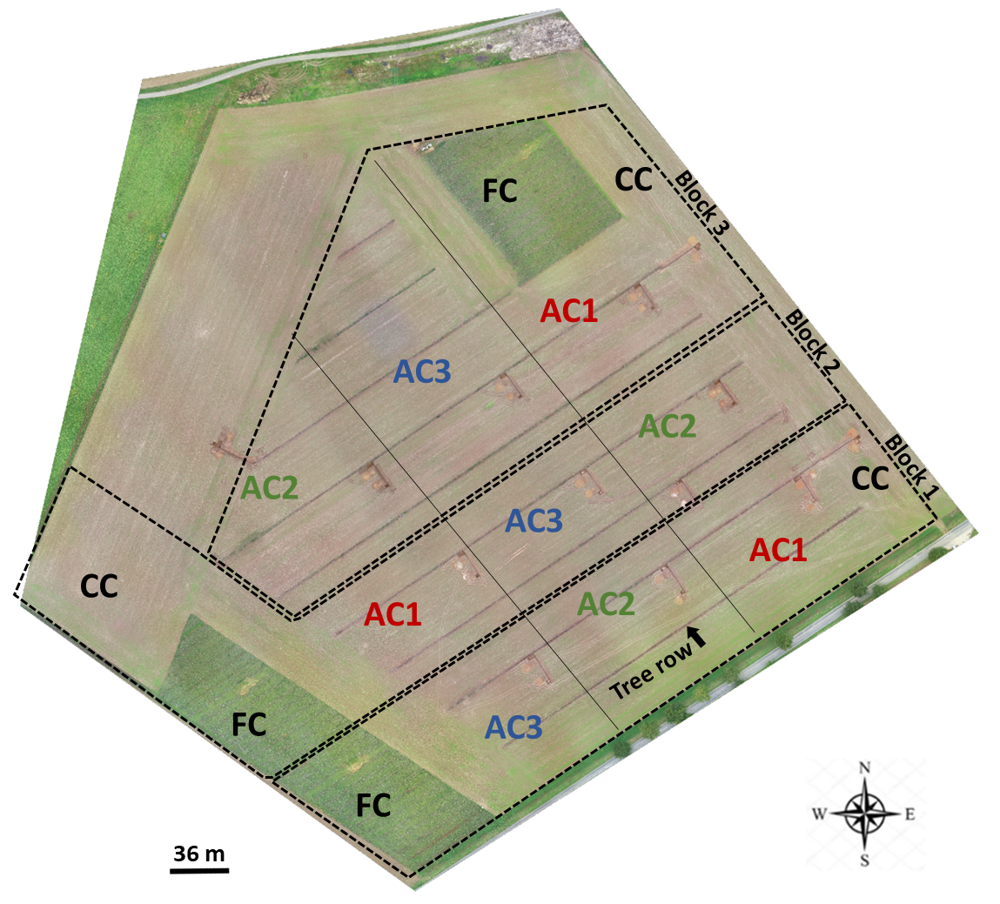 FC
CC
Block 3
AC1
AC3
Block 2
AC2
AC2
Block 1
CC
AC3
AC1
CC
AC2
AC1
Tree row
FC
AC3
FC
N
W
E
S
36 m